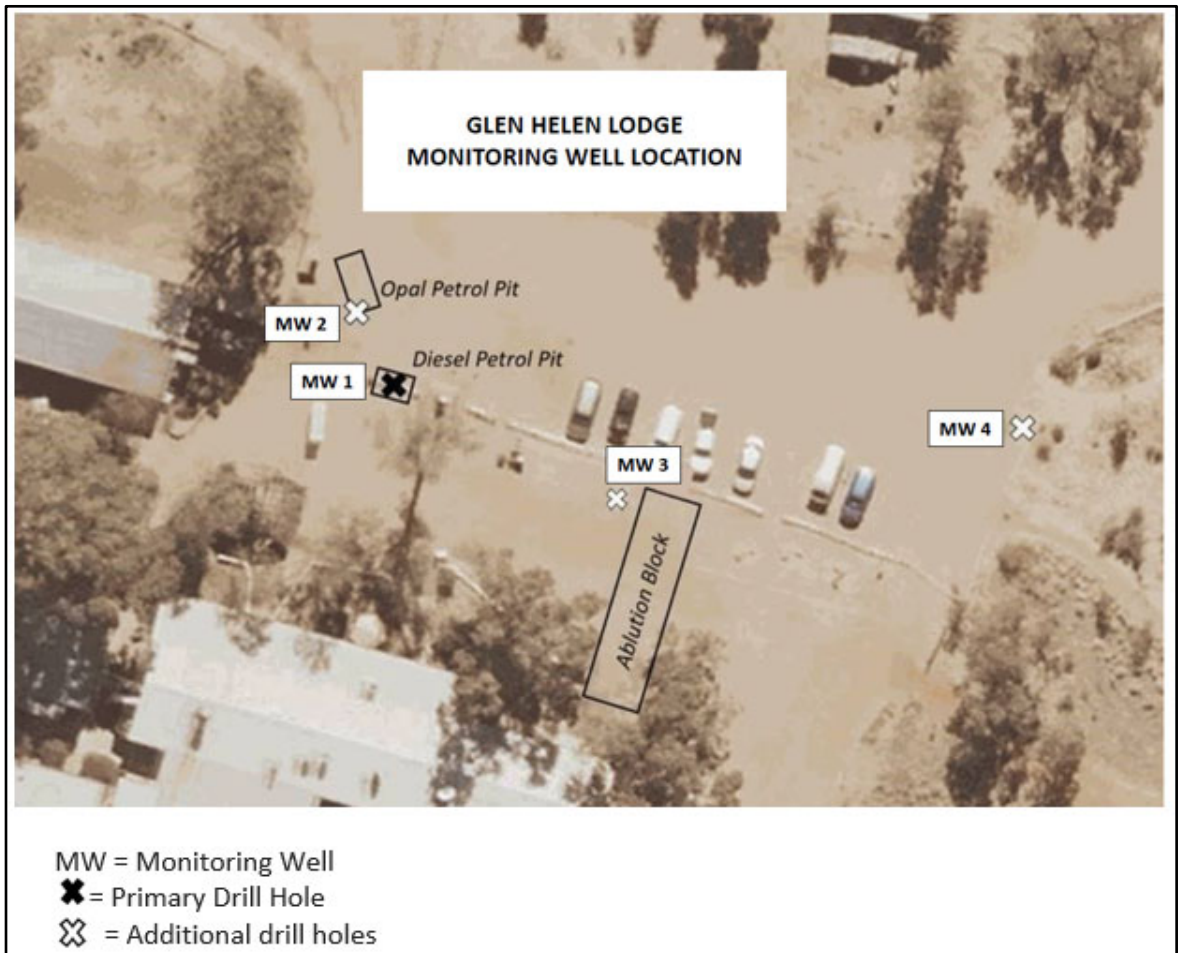 GLEN HELEN LODGE
MONITORING WELL LOCATION
Opal Petrol Pit
MW 2
Diesel Petrol Pit
MW 1
MW 4
MW 3
Ablution Block
MW = Monitoring Well
= Primary Drill Hole
= Additional drill holes